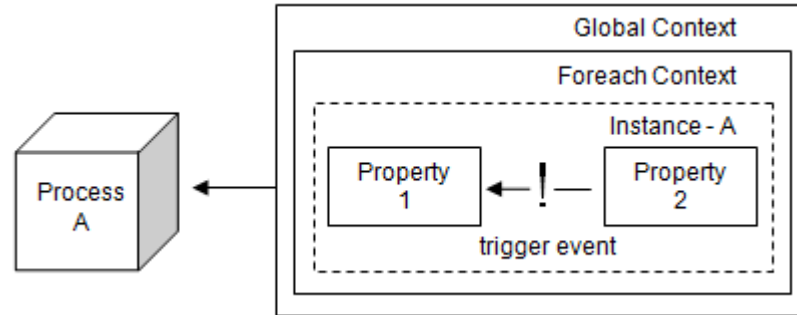 Global Context
Foreach Context
Instance - A
Process
A
Property
1
!
Property
2
trigger event